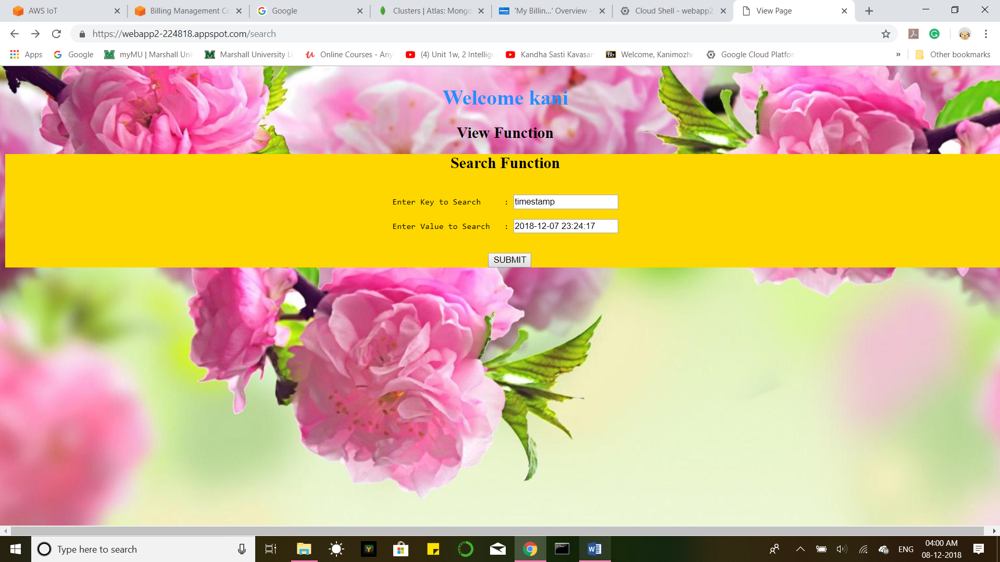 AWS IoT
Billing Management Co
Google
Clusters | Atlas: Mongo
'My Billin...' Overview -
Cloud Shell - webapp2
View Page
https://webapp2-224818.appspot.com/search
Apps
Google
myMU | Marshall Uni
Marshall University Li
Online Courses - Any
(4) Unit 1w, 2 Intellige
Kandha Sasti Kavasam
Bb
Welcome, Kanimozhi
Google Cloud Platfor
»
Other bookmarks
Welcome kani
View Function
Search Function
Enter Key to Search : timestamp
Enter Value to Search : 2018-12-07 23:24:17
SUBMIT
Type here to search
ENG
04:00 AM
08-12-2018